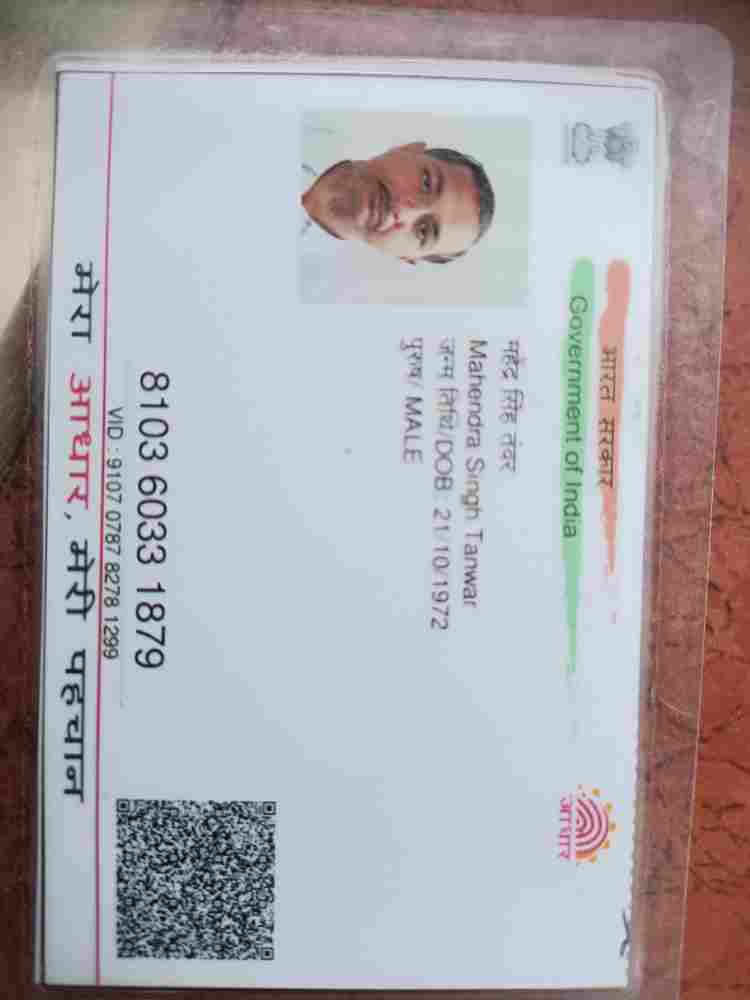 भारत सरकार
Government of India
महेंद्र सिंह तंवर
Mahendra Singh Tanwar
जन्म तिथि/DOB: 21/10/1972
पुरुष/ MALE
8103 6033 1879
VID : 9107 0787 8278 1299
मेरा आधार, मेरी पहचान
आधार